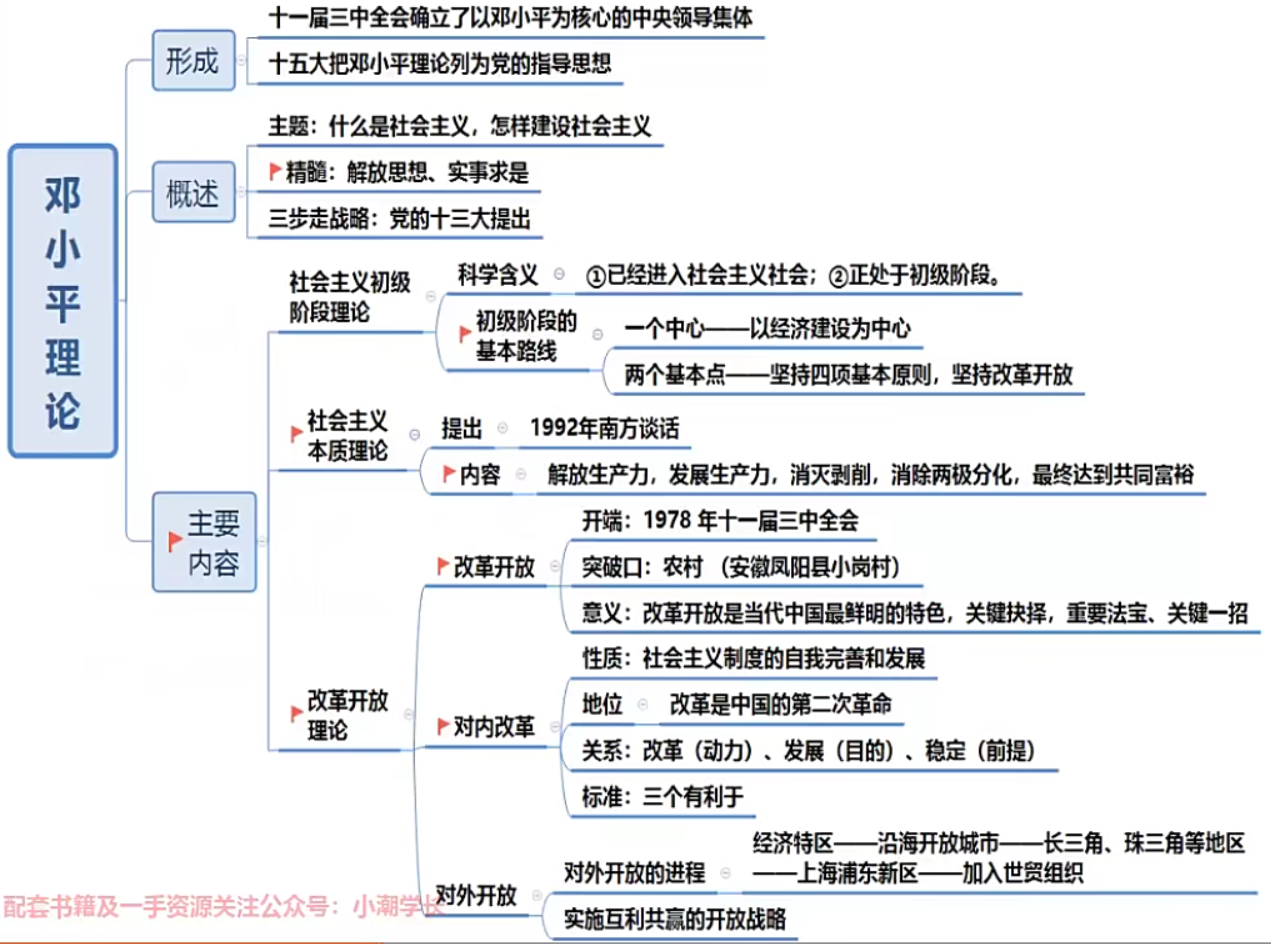 邓小平理论
形成
十一届三中全会确立了以邓小平为核心的中央领导集体
十五大把邓小平理论列为党的指导思想
概述
主题：什么是社会主义，怎样建设社会主义
精髓：解放思想、实事求是
三步走战略：党的十三大提出
主要
内容
社会主义初级
阶段理论
科学含义
①已经进入社会主义社会；②正处于初级阶段。
初级阶段的
基本路线
一个中心——以经济建设为中心
两个基本点——坚持四项基本原则，坚持改革开放
社会主义
本质理论
提出
1992年南方谈话
内容
解放生产力，发展生产力，消灭剥削，消除两极分化，最终达到共同富裕
改革开放
理论
改革开放
开端：1978 年十一届三中全会
突破口：农村 （安徽凤阳县小岗村）
意义：改革开放是当代中国最鲜明的特色，关键抉择，重要法宝、关键一招
对内改革
性质：社会主义制度的自我完善和发展
地位
改革是中国的第二次革命
关系：改革（动力）、发展（目的）、稳定（前提）
标准：三个有利于
对外开放
对外开放的进程
经济特区——沿海开放城市——长三角、珠三角等地区
——上海浦东新区——加入世贸组织
实施互利共赢的开放战略
配套书籍及一手资源关注公众号：小潮学长